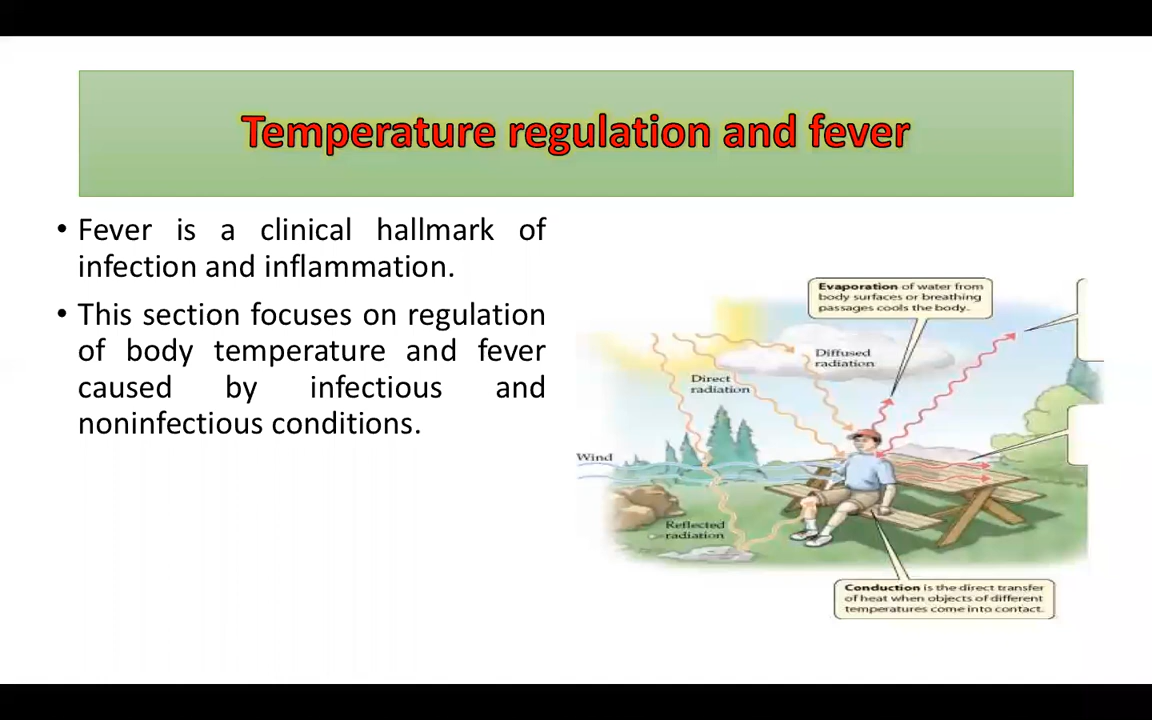 Temperature regulation and fever
• Fever is a clinical hallmark of
infection and inflammation.
• This section focuses on regulation
of body temperature and fever
caused by infectious and
noninfectious conditions.
Evaporation of water from
body surfaces or breathing
passages cools the body.
Diffused
radiation
Direct
radiation
Wind
Reflected
radiation
Conduction is the direct transfer
of heat when objects of different
temperatures come into contact.